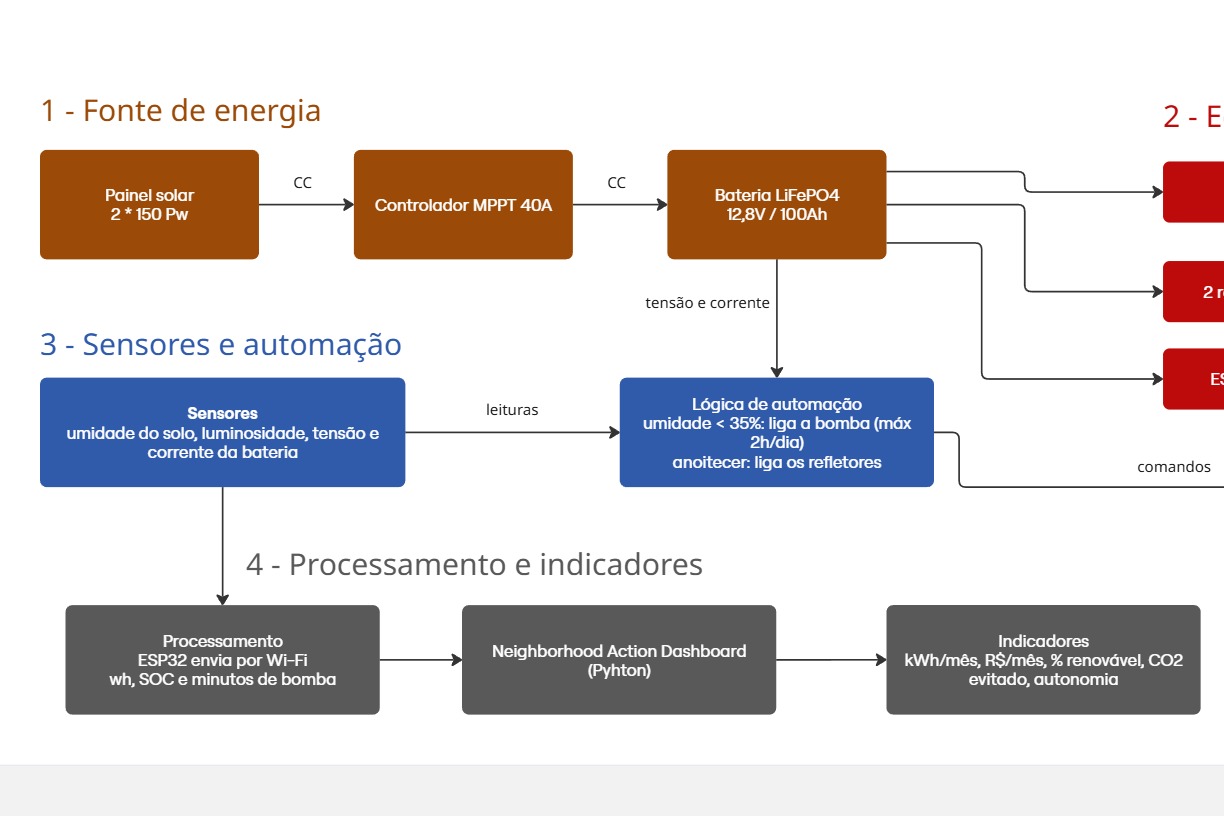 1 - Fonte de energia
2 - E
Painel solar
2 * 150 Pw
CC
Controlador MPPT 40A
CC
Bateria LiFePO4
12,8V / 100Ah
2 r
tensão e corrente
3 - Sensores e automação
ES
Sensores
umidade do solo, luminosidade, tensão e
corrente da bateria
leituras
Lógica de automação
umidade < 35%: liga a bomba (máx
2h/dia)
anoitecer: liga os refletores
comandos
4 - Processamento e indicadores
Processamento
ESP32 envia por Wi-Fi
wh, SOC e minutos de bomba
Neighborhood Action Dashboard
(Pyhton)
Indicadores
kWh/mês, R$/mês, % renovável, CO2
evitado, autonomia